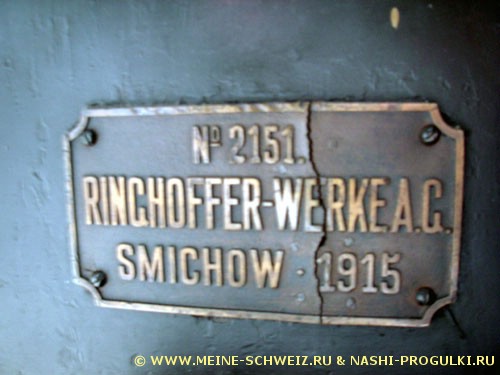 Nº 2151.
RINGHOFFER-WERKE A.G.
SMICHOW · 1915
© WWW.MEINE-SCHWEIZ.RU & NASHI-PROGULKI.RU